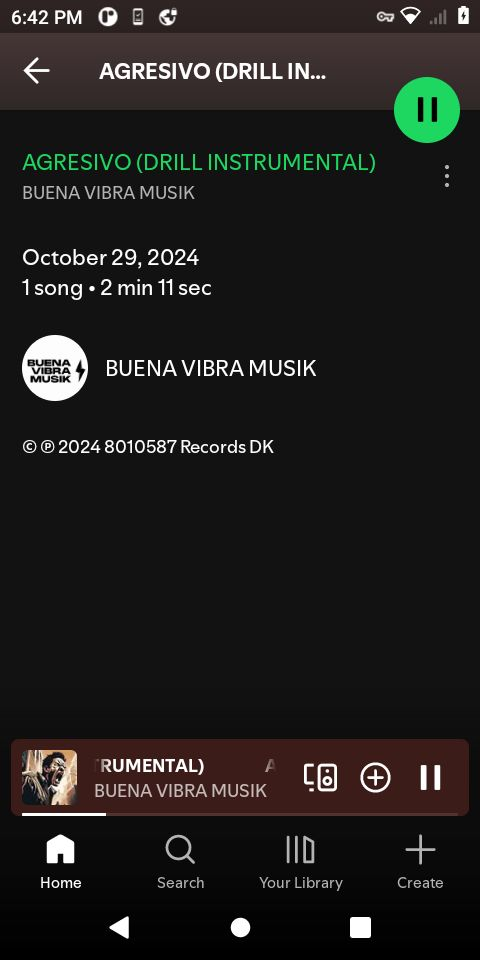 6:42 PM
AGRESIVO (DRILL IN...
AGRESIVO (DRILL INSTRUMENTAL)
BUENA VIBRA MUSIK
October 29, 2024
1 song • 2 min 11 sec
BUENA
VIBRA
MUSIK
BUENA VIBRA MUSIK
© ℗ 2024 8010587 Records DK
TRUMENTAL) A
BUENA VIBRA MUSIK
Home
Search
Your Library
Create